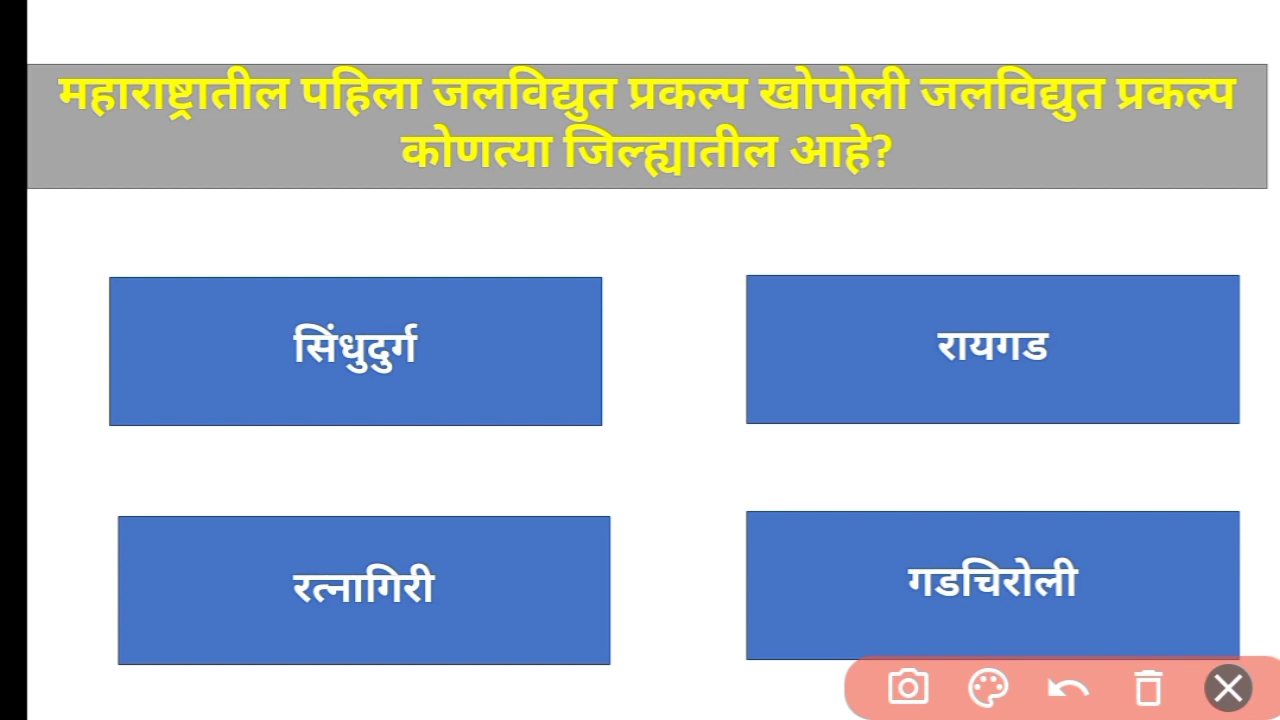 महाराष्ट्रातील पहिला जलविद्युत प्रकल्प खोपोली जलविद्युत प्रकल्प
कोणत्या जिल्ह्यातील आहे?
सिंधुदुर्ग
रायगड
रत्नागिरी
गडचिरोली